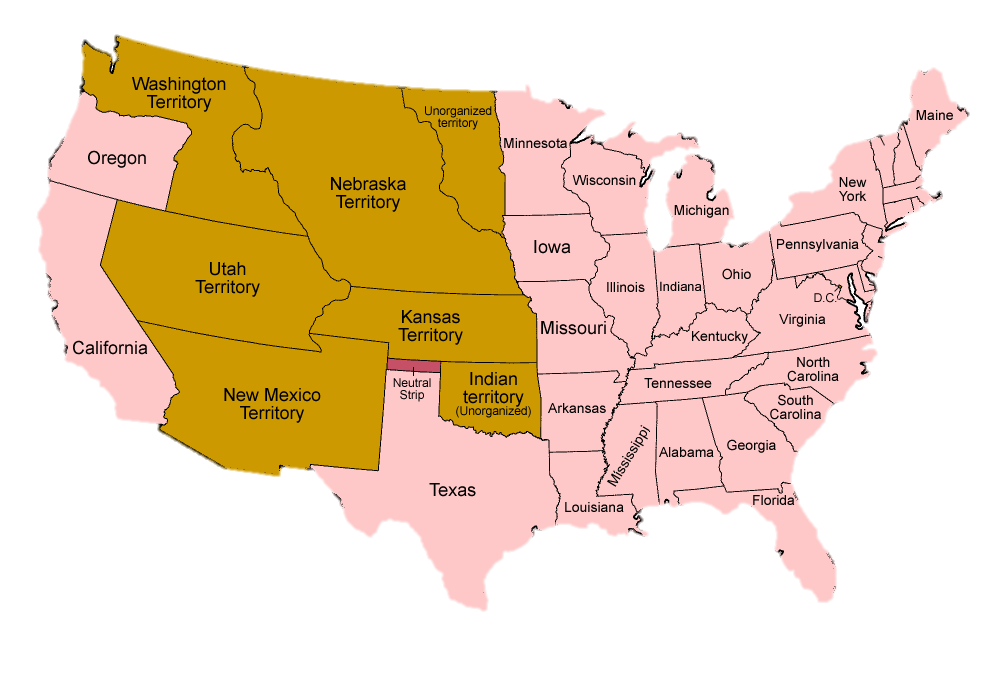 Washington
Territory
Oregon
Nebraska
Territory
Unorganized
territory
Minnesota
Wisconsin
Michigan
Maine
New
York
Iowa
Pennsylvania
Utah
Territory
Illinois
Indiana
Ohio
D.C.
Virginia
Kansas
Territory
Missouri
Kentucky
California
Neutral
Strip
Indian
territory
(Unorganized)
Tennessee
North
Carolina
New Mexico
Territory
Arkansas
South
Carolina
Mississippi
Alabama
Georgia
Texas
Louisiana
Florida